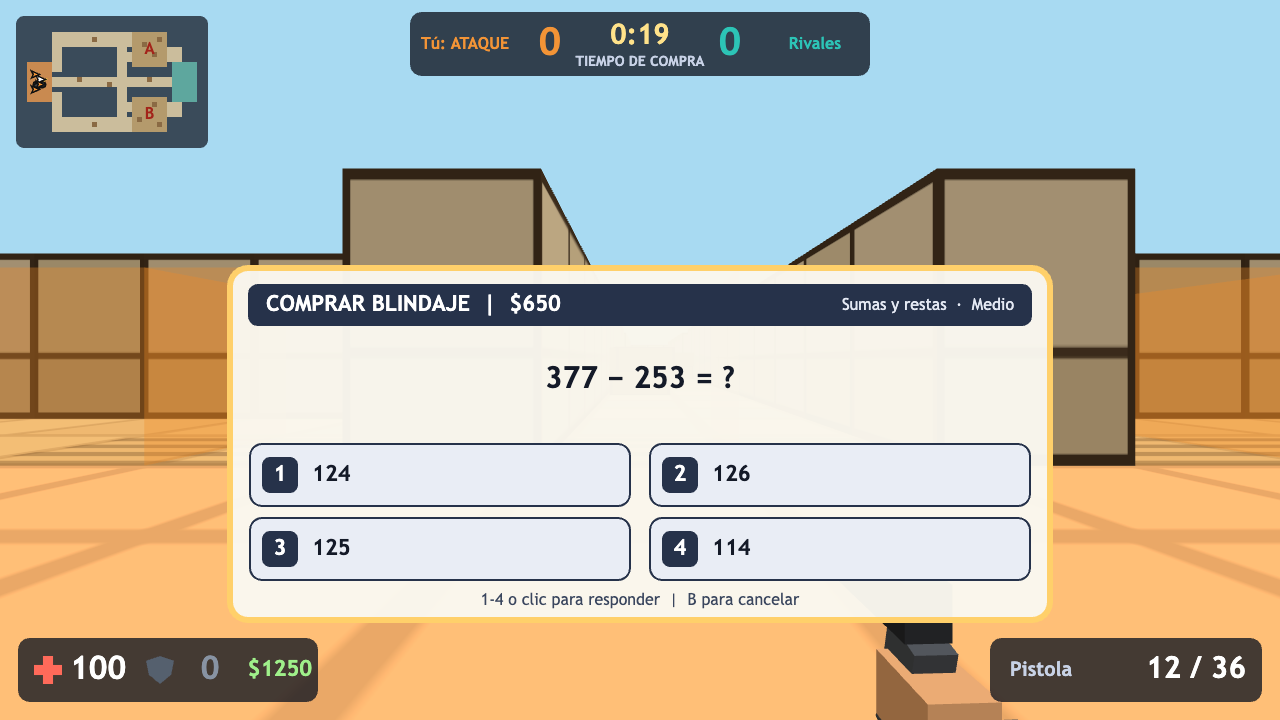 A
B
Tú: ATAQUE 0 0:19 0 Rivales
TIEMPO DE COMPRA
COMPRAR BLINDAJE | $650 Sumas y restas · Medio
377 – 253 = ?
1 124 2 126
3 125 4 114
1-4 o clic para responder | B para cancelar
100 0 $1250 Pistola 12 / 36